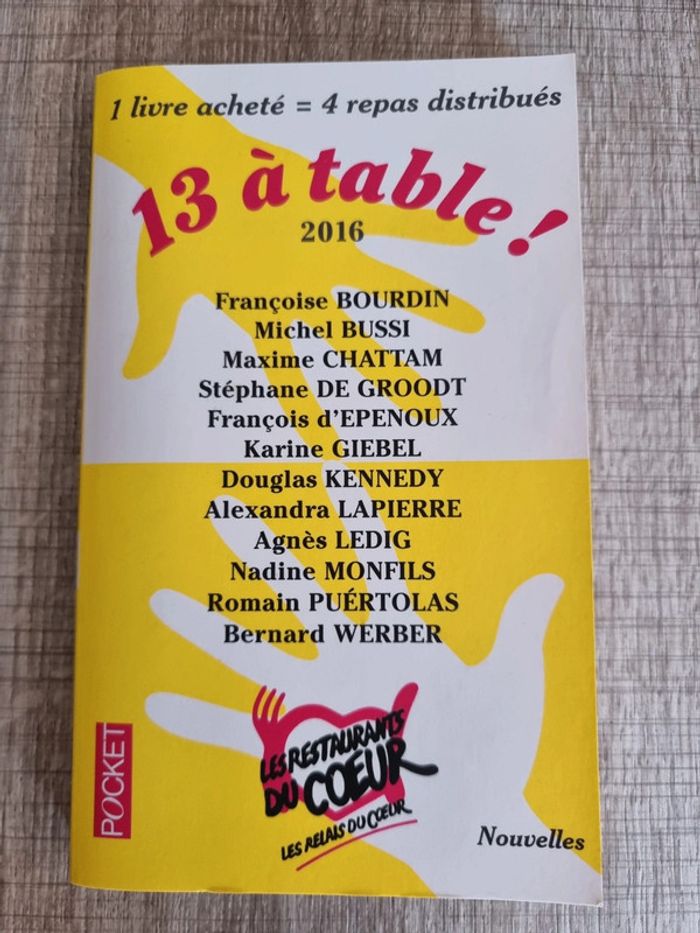 1 livre acheté = 4 repas distribués
13 à table !
2016
Françoise BOURDIN
Michel BUSSI
Maxime CHATTAM
Stéphane DE GROODT
François d'EPENOUX
Karine GIEBEL
Douglas KENNEDY
Alexandra LAPIERRE
Agnès LEDIG
Nadine MONFILS
Romain PUÉRTOLAS
Bernard WERBER
LES RESTAURANTS
DU CŒUR
LES RELAIS DU CŒUR
POCKET
Nouvelles